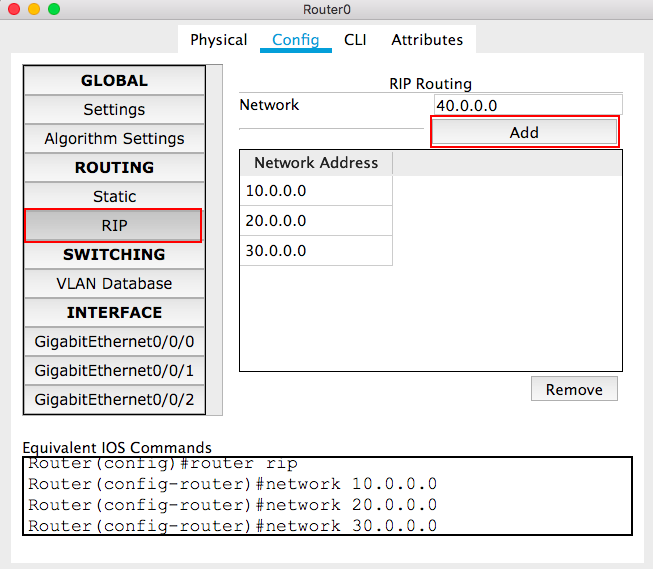 Router0
Physical Config CLI Attributes
GLOBAL
Settings
Algorithm Settings
ROUTING
Static
RIP
SWITCHING
VLAN Database
INTERFACE
GigabitEthernet0/0/0
GigabitEthernet0/0/1
GigabitEthernet0/0/2
RIP Routing
Network 40.0.0.0
Add
Network Address
10.0.0.0
20.0.0.0
30.0.0.0
Remove
Equivalent IOS Commands
Router(config)#router rip
Router(config-router)#network 10.0.0.0
Router(config-router)#network 20.0.0.0
Router(config-router)#network 30.0.0.0